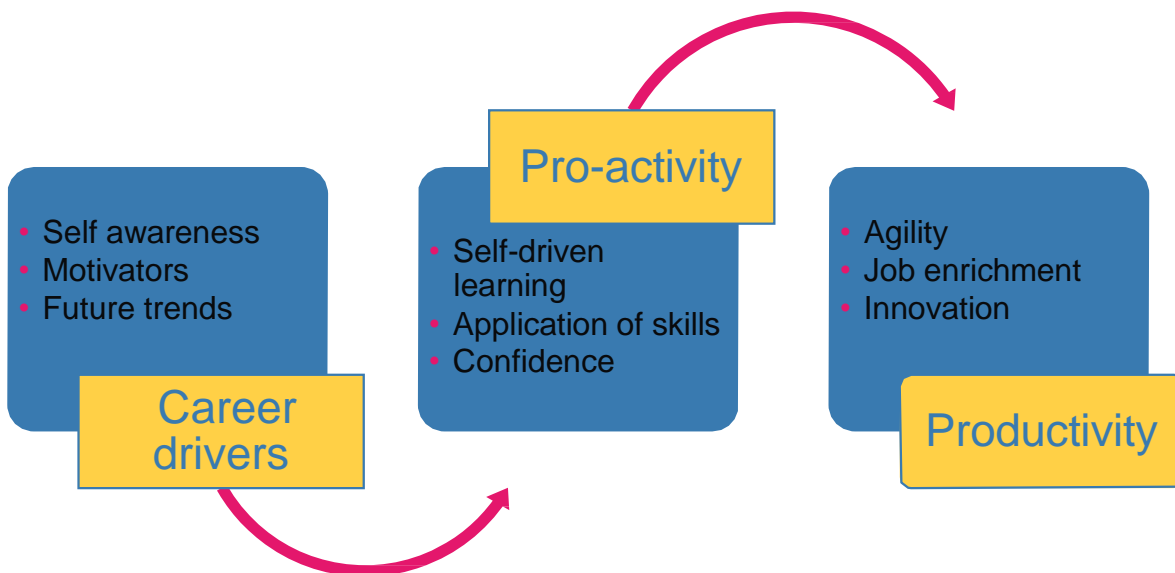 • Self awareness
• Motivators
• Future trends
Career
drivers
Pro-activity
• Self-driven
learning
• Application of skills
• Confidence
• Agility
• Job enrichment
• Innovation
Productivity